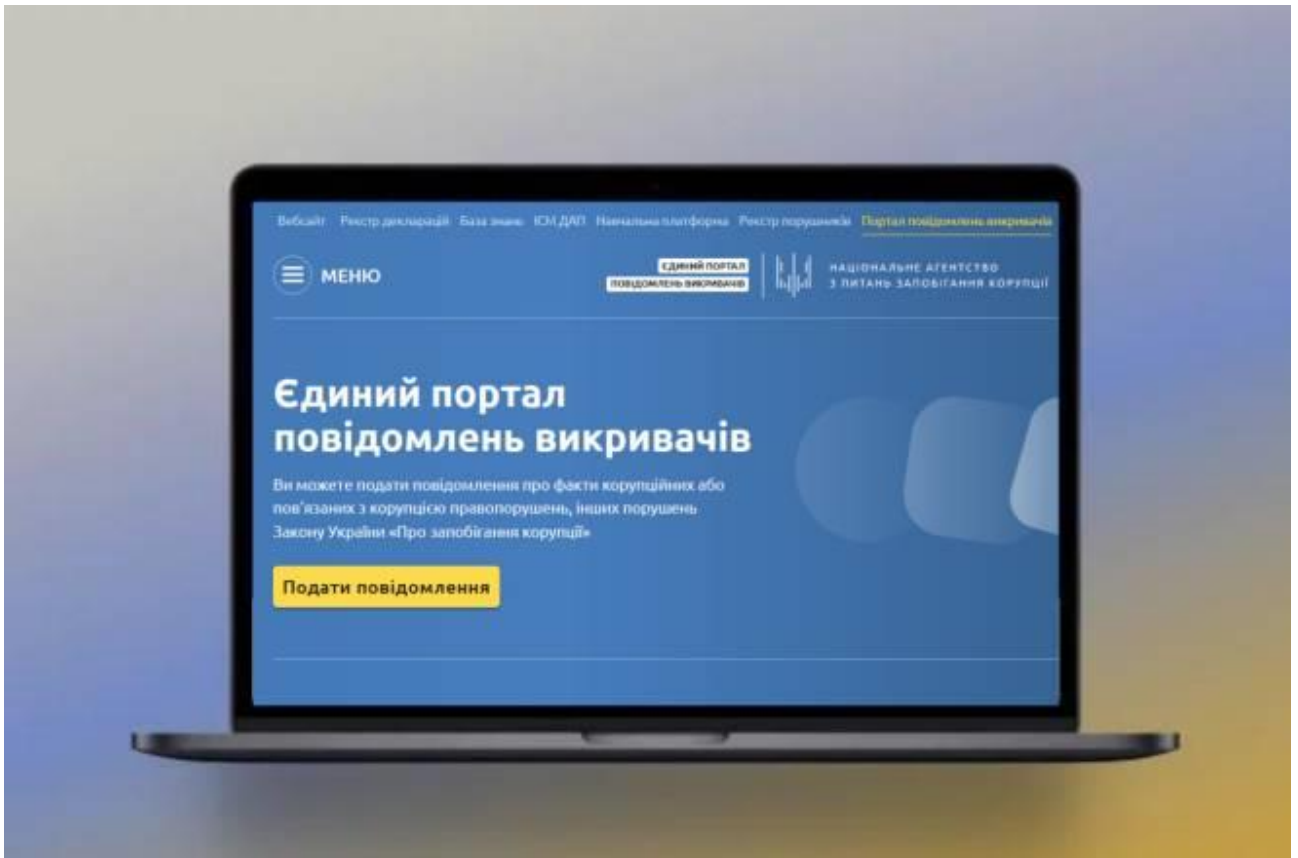 Вебсайт Реєстр декларацій База знань ІСМ ДАП Навчальна платформа Реєстр порушників Портал повідомлень викривачів
МЕНЮ
ЄДИНИЙ ПОРТАЛ
ПОВІДОМЛЕНЬ ВИКРИВАЧІВ
НАЦІОНАЛЬНЕ АГЕНТСТВО
З ПИТАНЬ ЗАПОБІГАННЯ КОРУПЦІЇ
Єдиний портал
повідомлень викривачів
Ви можете подати повідомлення про факти корупційних або
пов’язаних з корупцією правопорушень, інших порушень
Закону України «Про запобігання корупції»
Подати повідомлення